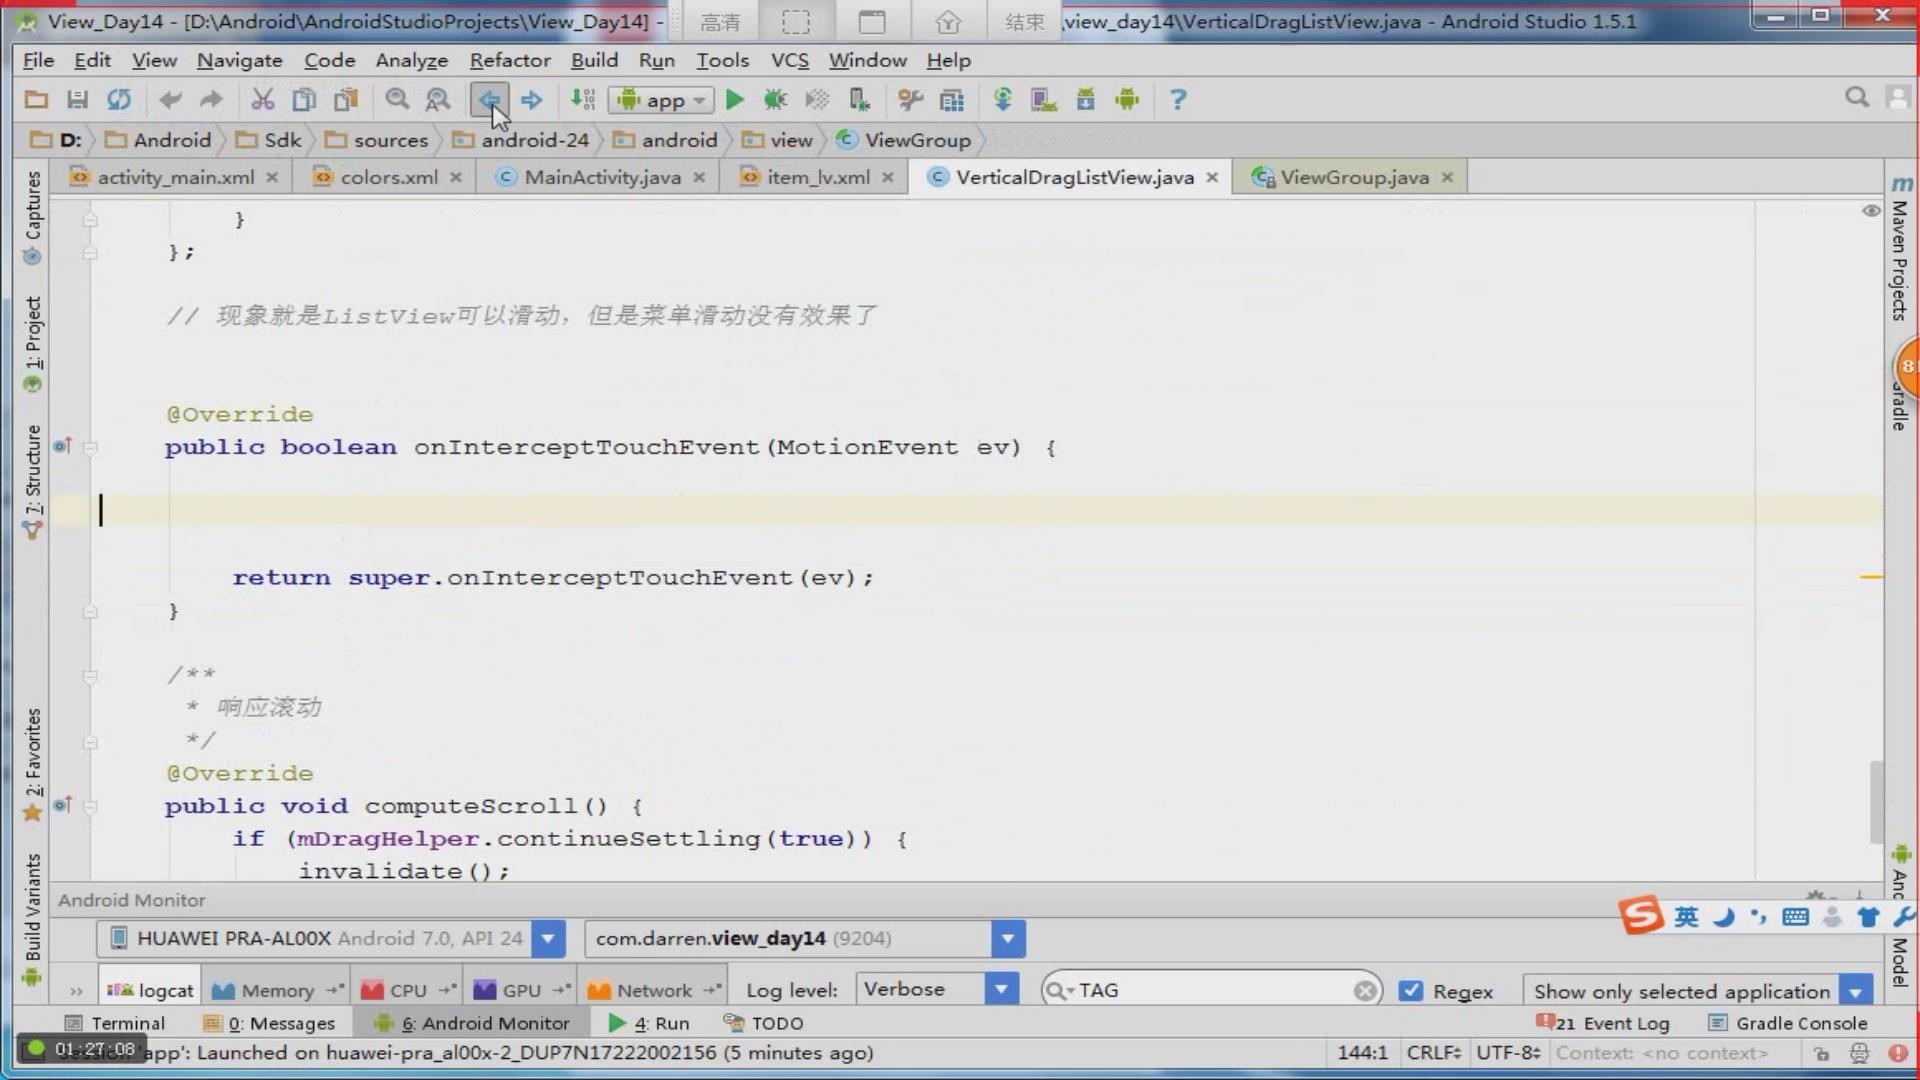 View_Day14 - [D:\Android\AndroidStudioProjects\View_Day14] - 高清 结束 \view_day14\VerticalDragListView.java - Android Studio 1.5.1
File Edit View Navigate Code Analyze Refactor Build Run Tools VCS Window Help
app
D: Android Sdk sources android-24 android view ViewGroup
activity_main.xml colors.xml MainActivity.java item_lv.xml VerticalDragListView.java ViewGroup.java
}
};
// 现象就是ListView可以滑动，但是菜单滑动没有效果了
@Override
public boolean onInterceptTouchEvent(MotionEvent ev) {
return super.onInterceptTouchEvent(ev);
}
/**
* 响应滚动
*/
@Override
public void computeScroll() {
if (mDragHelper.continueSettling(true)) {
invalidate();
Captures
1: Project
7: Structure
2: Favorites
Build Variants
Maven Projects
Model
Android Monitor
英
HUAWEI PRA-AL00X Android 7.0, API 24 com.darren.view_day14 (9204)
logcat Memory CPU GPU Network Log level: Verbose TAG Regex Show only selected application
Terminal 0: Messages 6: Android Monitor 4: Run TODO 21 Event Log Gradle Console
01:27:08 'app': Launched on huawei-pra_al00x-2_DUP7N17222002156 (5 minutes ago) 144:1 CRLF UTF-8 Context: <no context>